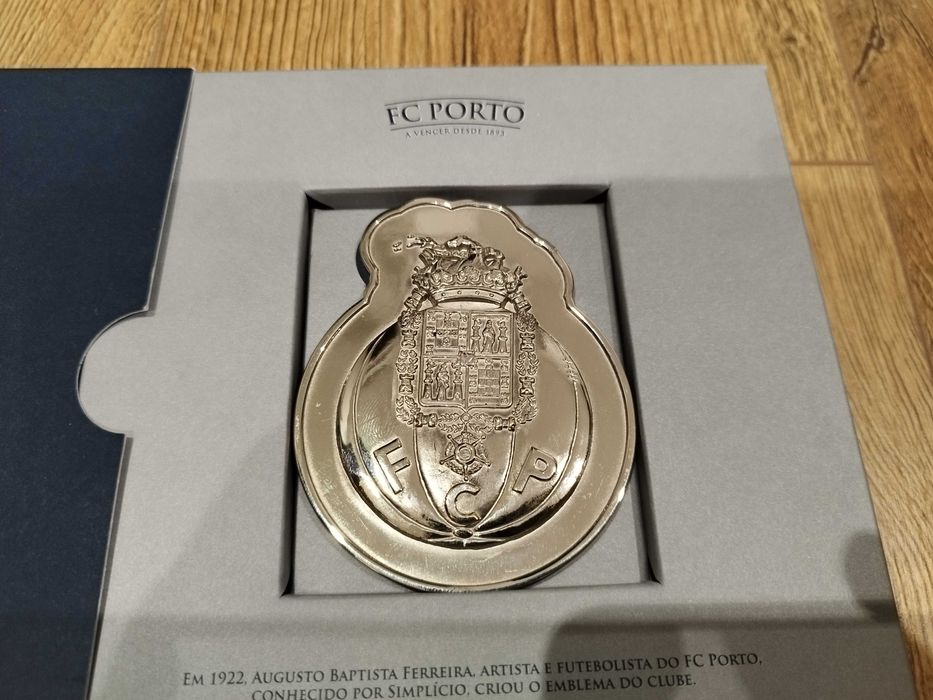 FC PORTO
A VENCER DESDE 1893
F C P
EM 1922, AUGUSTO BAPTISTA FERREIRA, ARTISTA E FUTEBOLISTA DO FC PORTO,
CONHECIDO POR SIMPLÍCIO, CRIOU O EMBLEMA DO CLUBE.